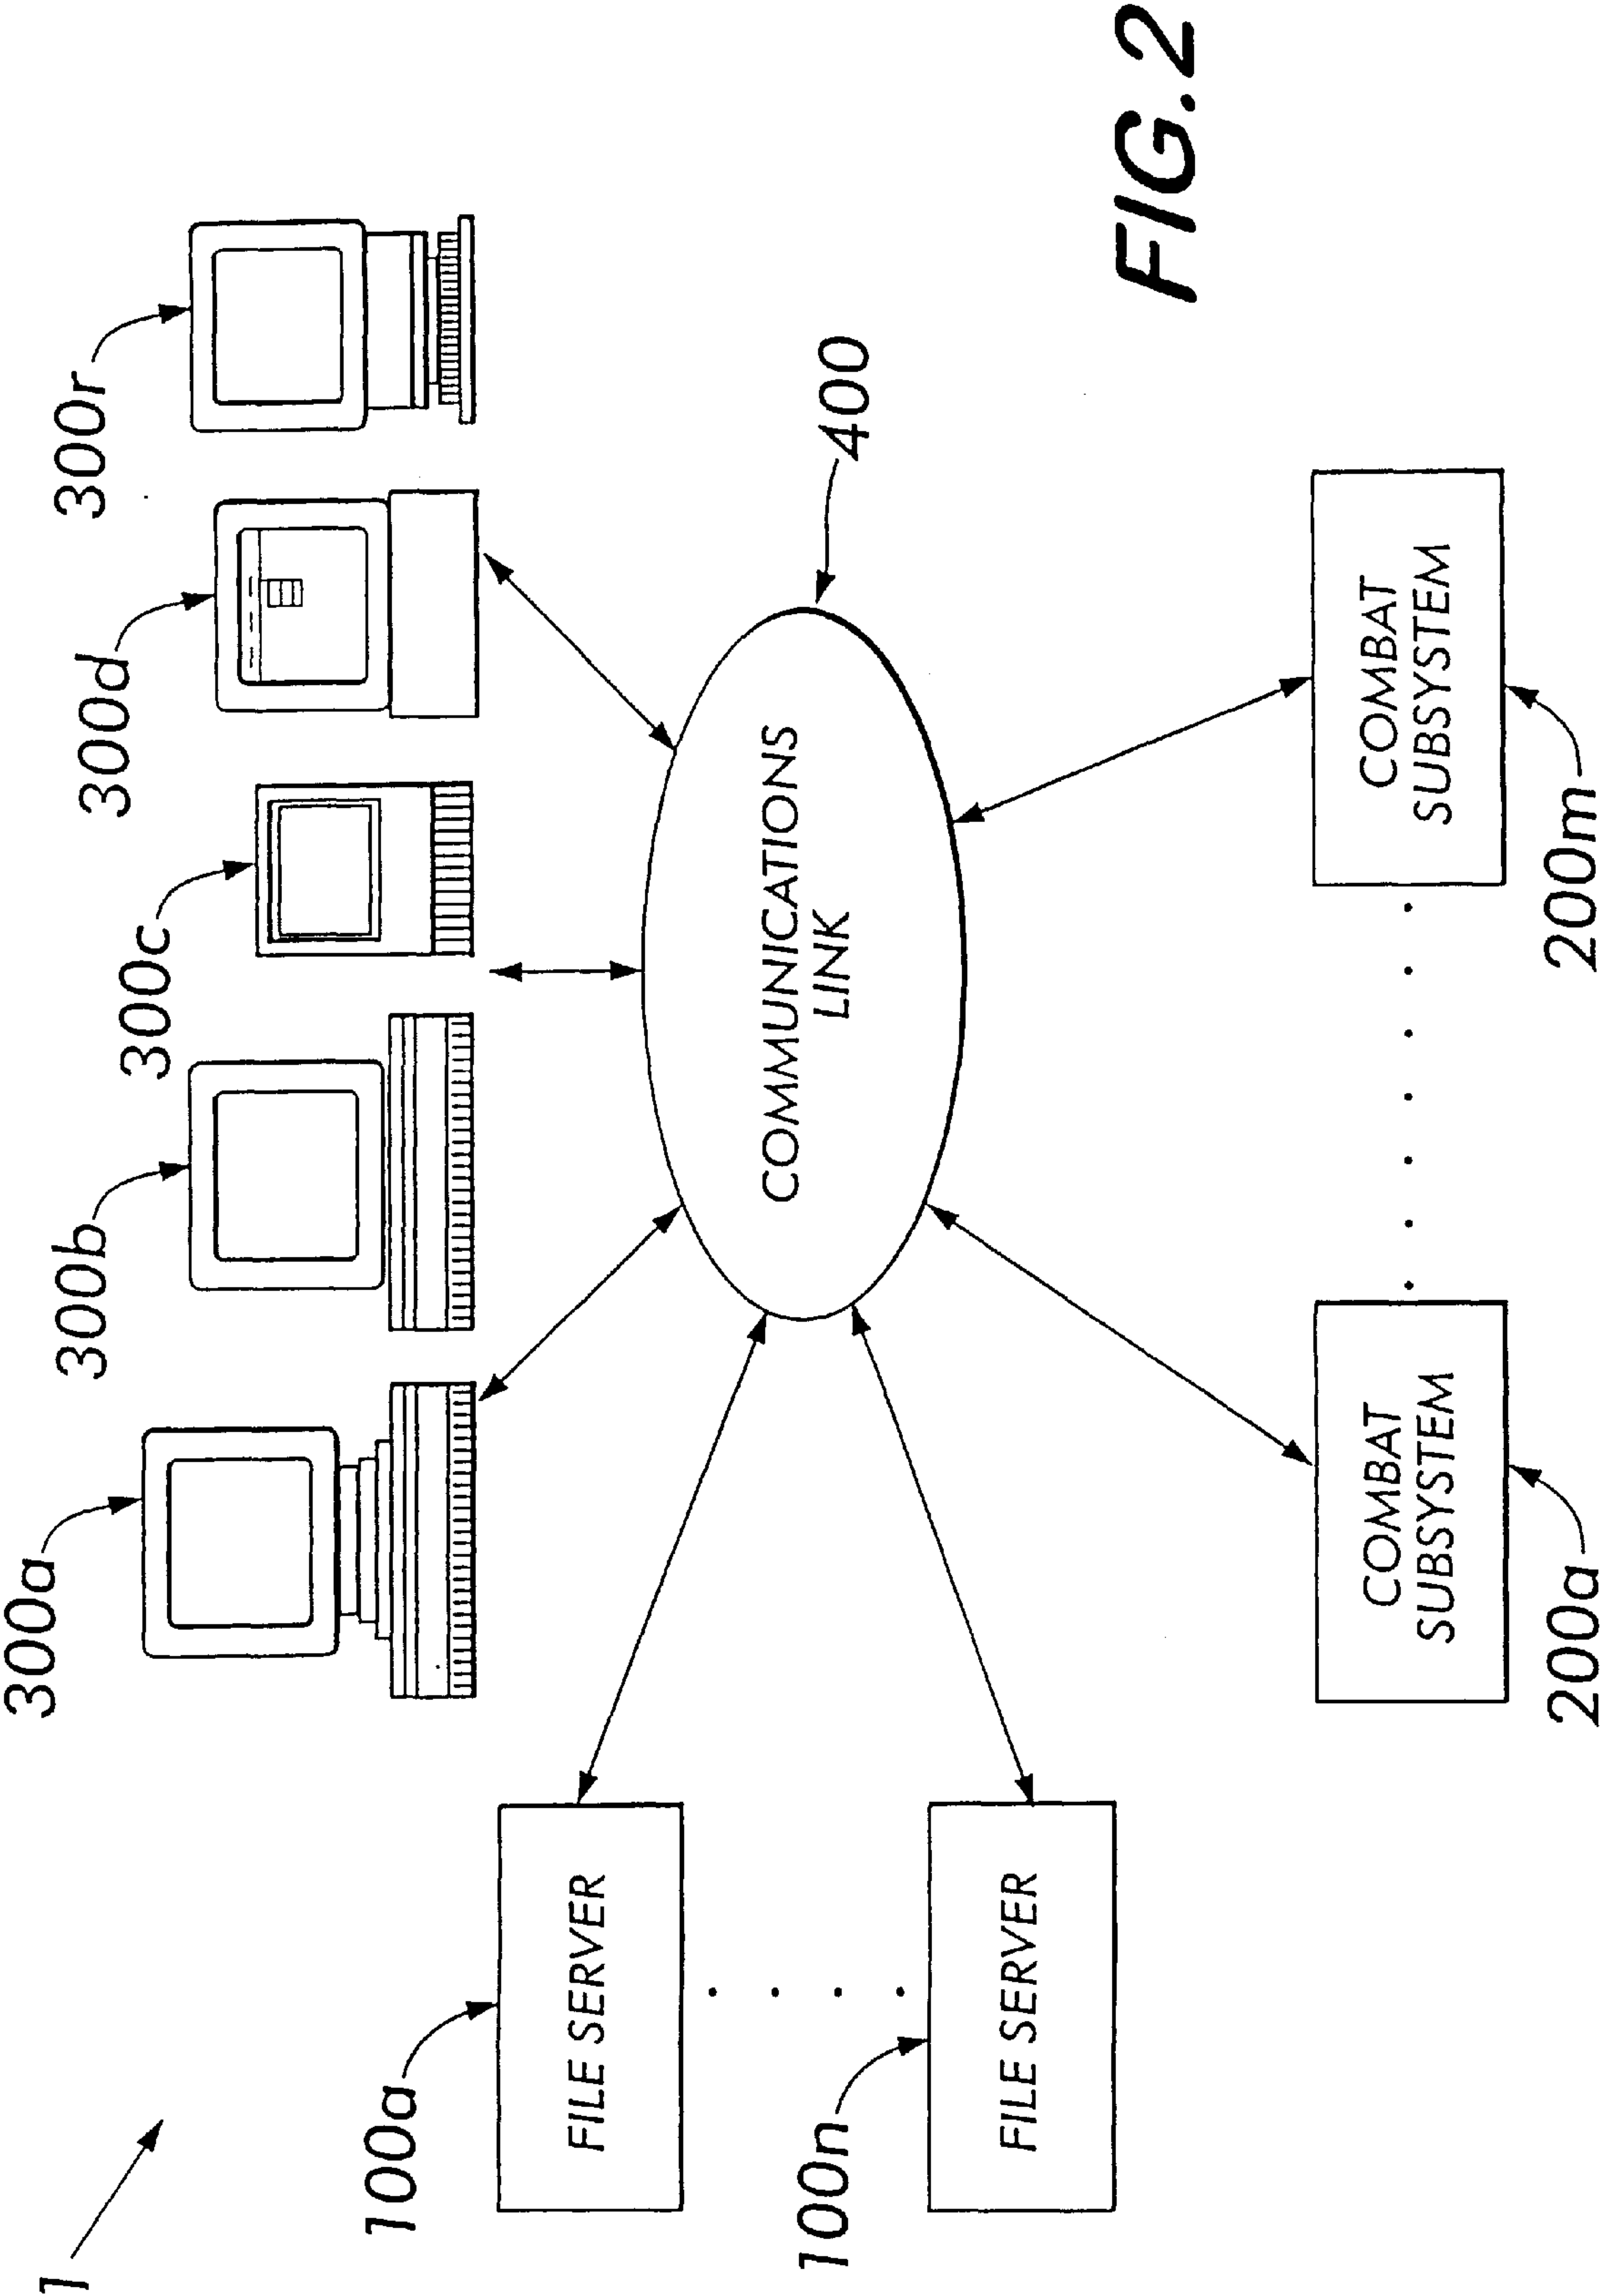 1
300a
300b
300c
300d
300r
100a
FILE SERVER
100n
FILE SERVER
COMMUNICATIONS
LINK
400
COMBAT
SUBSYSTEM
200a
COMBAT
SUBSYSTEM
200m
FIG.2